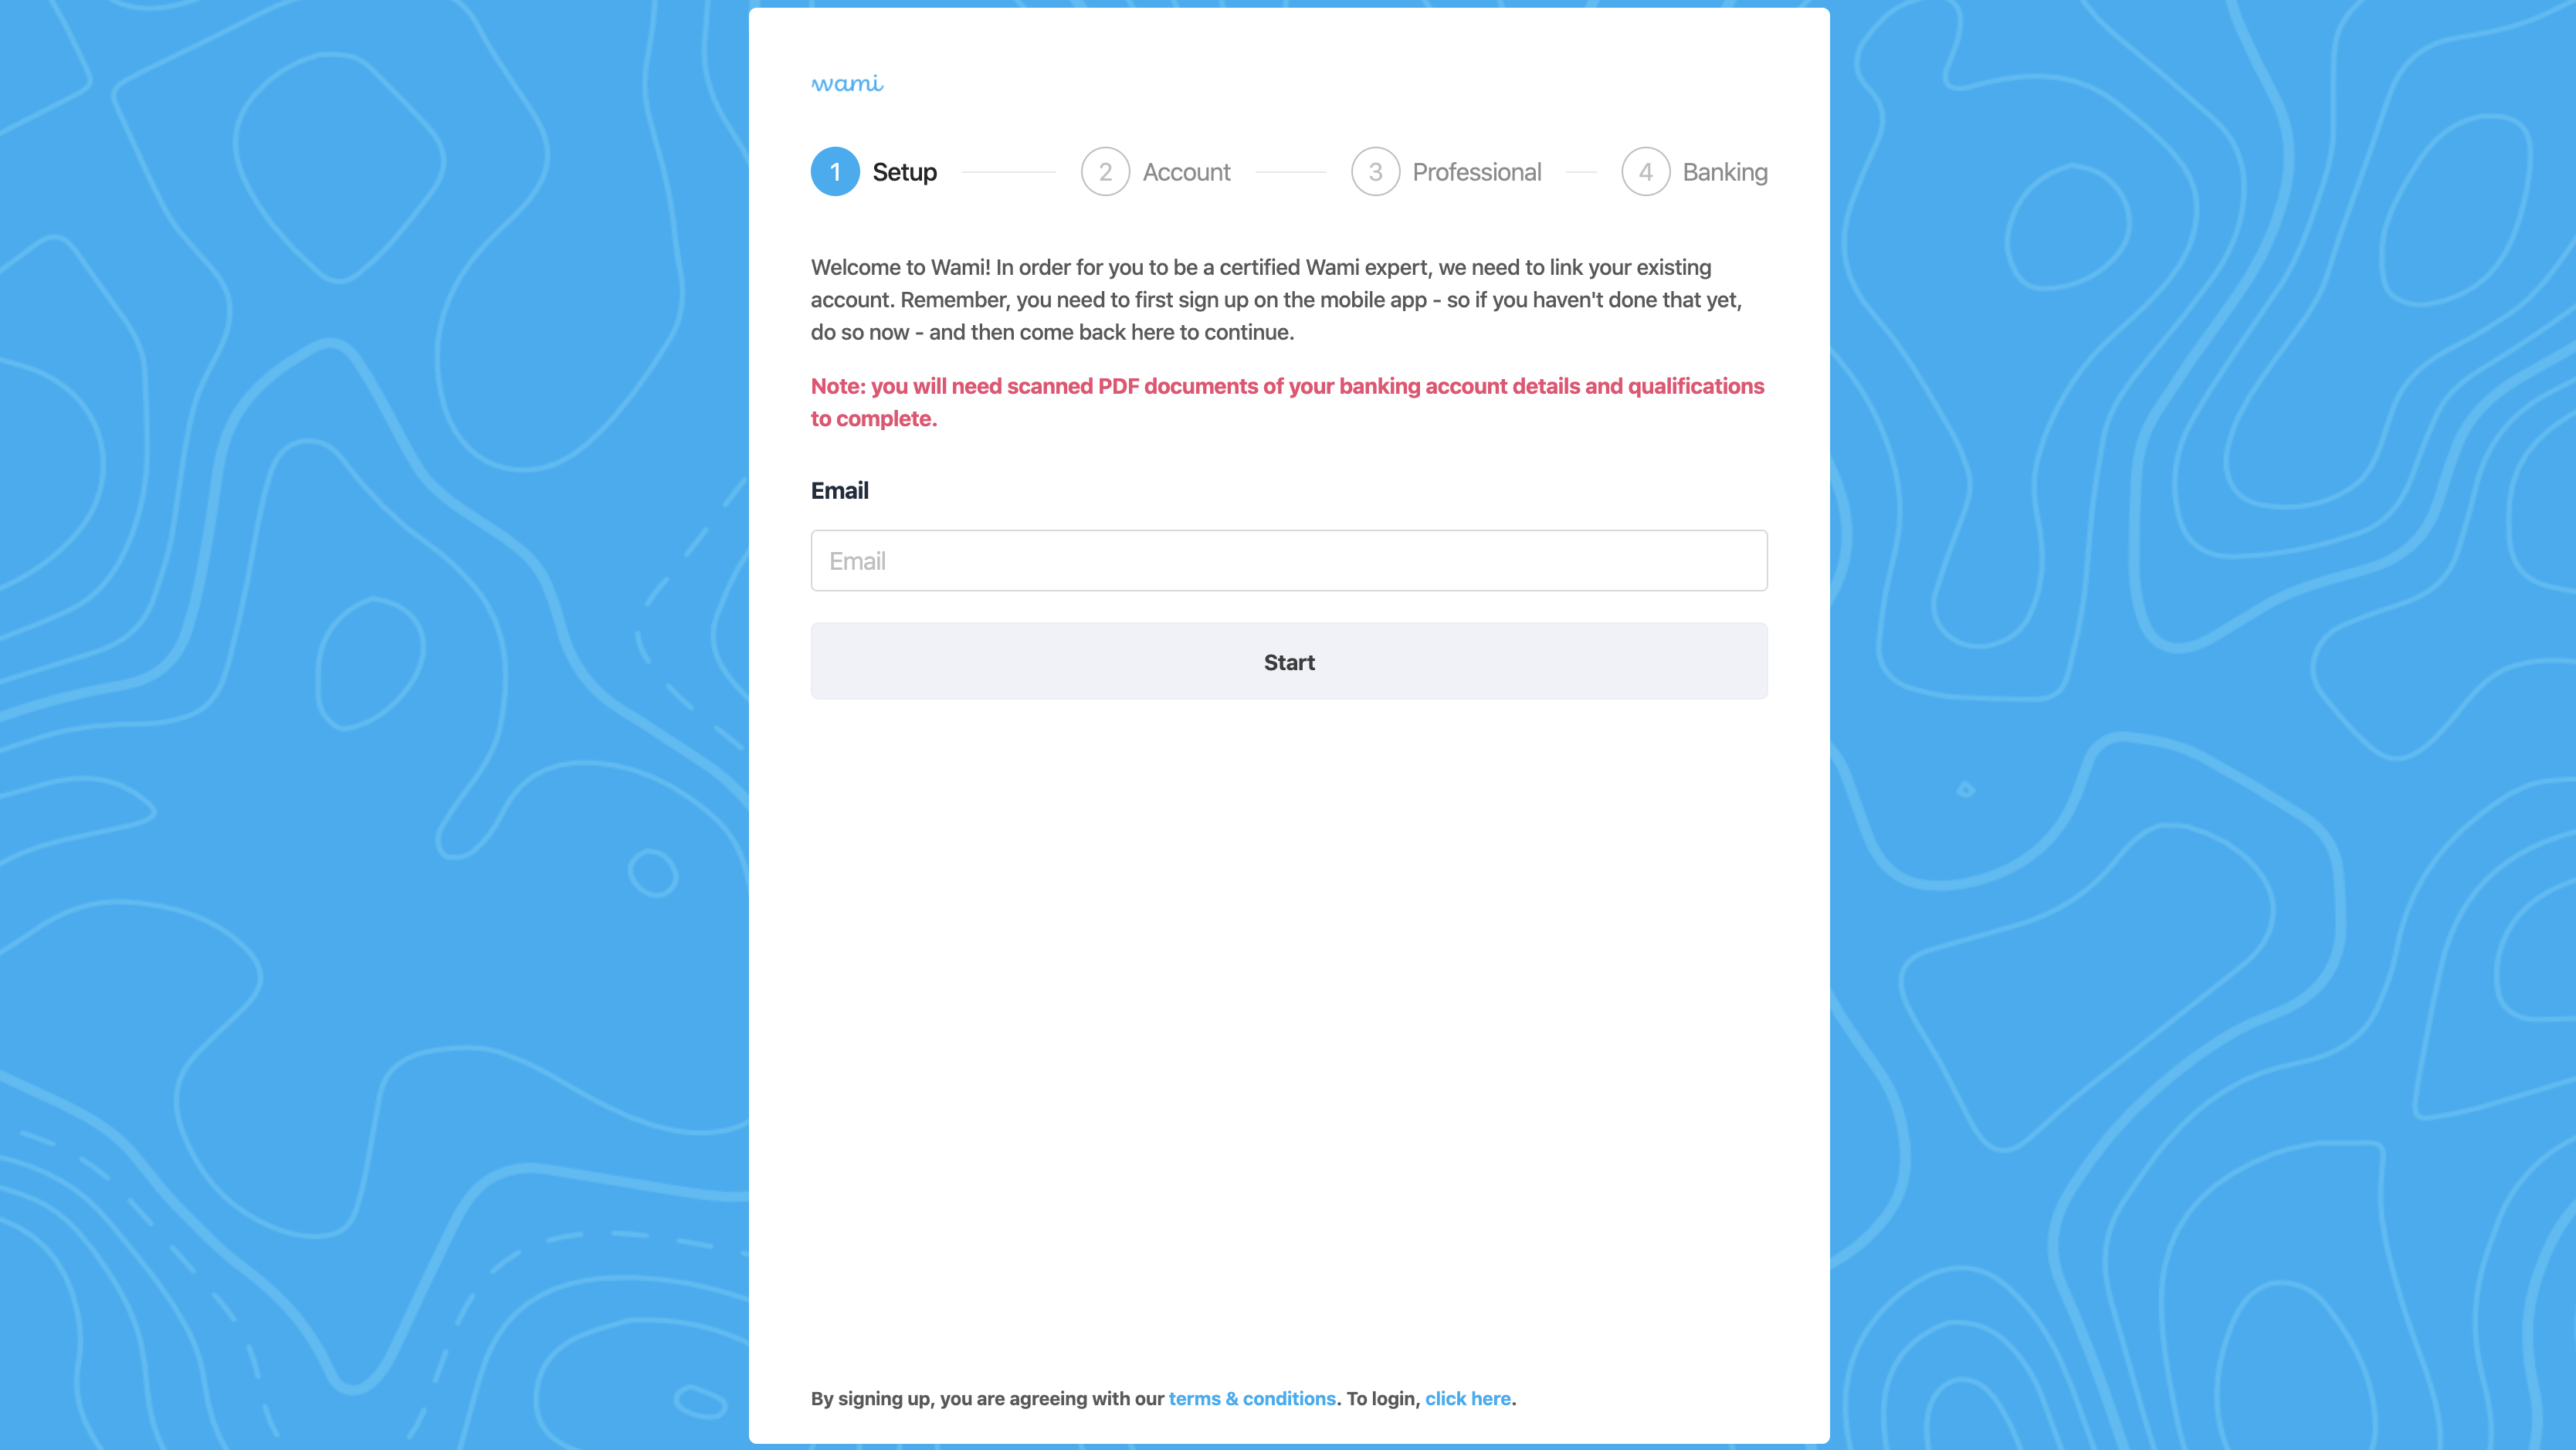 wami
1 Setup 2 Account 3 Professional 4 Banking
Welcome to Wami! In order for you to be a certified Wami expert, we need to link your existing
account. Remember, you need to first sign up on the mobile app - so if you haven't done that yet,
do so now - and then come back here to continue.
Note: you will need scanned PDF documents of your banking account details and qualifications
to complete.
Email
Email
Start
By signing up, you are agreeing with our terms & conditions. To login, click here.